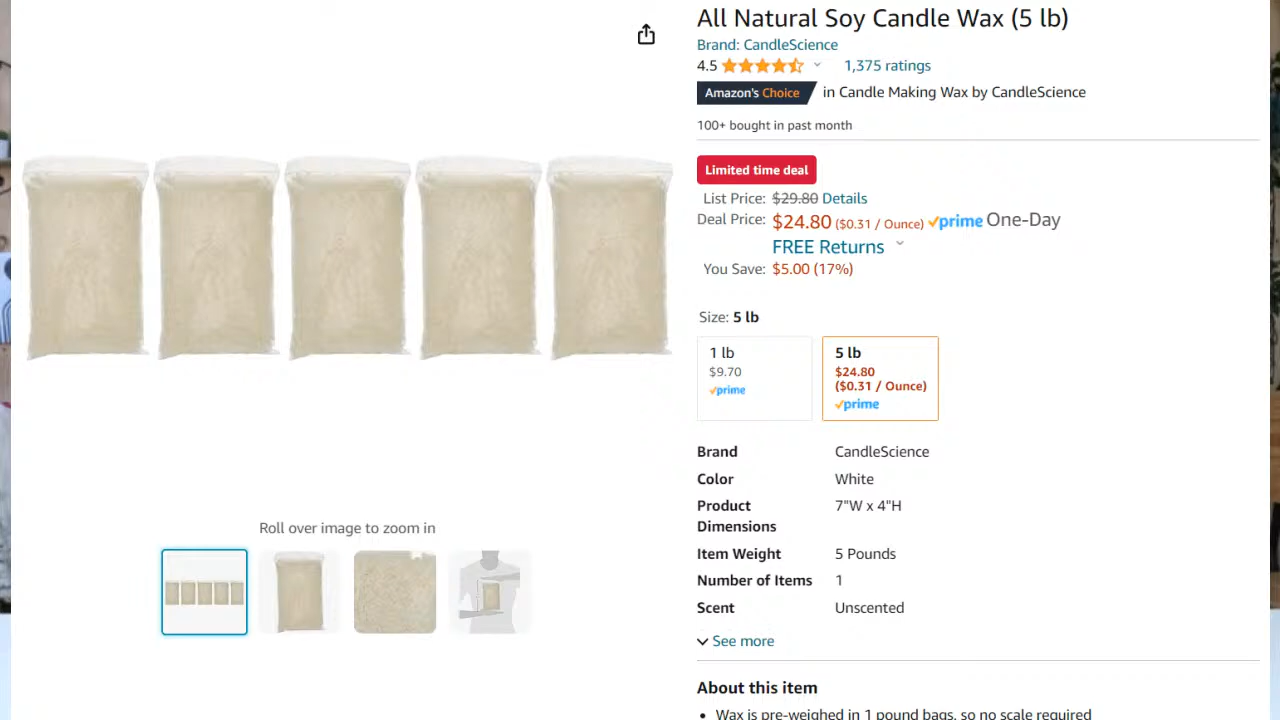 All Natural Soy Candle Wax (5 lb)
Brand: CandleScience
4.5 1,375 ratings
Amazon's Choice in Candle Making Wax by CandleScience
100+ bought in past month
Limited time deal
List Price: $29.80 Details
Deal Price: $24.80 ($0.31 / Ounce) prime One-Day
FREE Returns
You Save: $5.00 (17%)
Size: 5 lb
1 lb
$9.70
prime
5 lb
$24.80
($0.31 / Ounce)
prime
Brand CandleScience
Color White
Product Dimensions 7"W x 4"H
Item Weight 5 Pounds
Number of Items 1
Scent Unscented
See more
About this item
• Wax is pre-weighed in 1 pound bags, so no scale required
Roll over image to zoom in